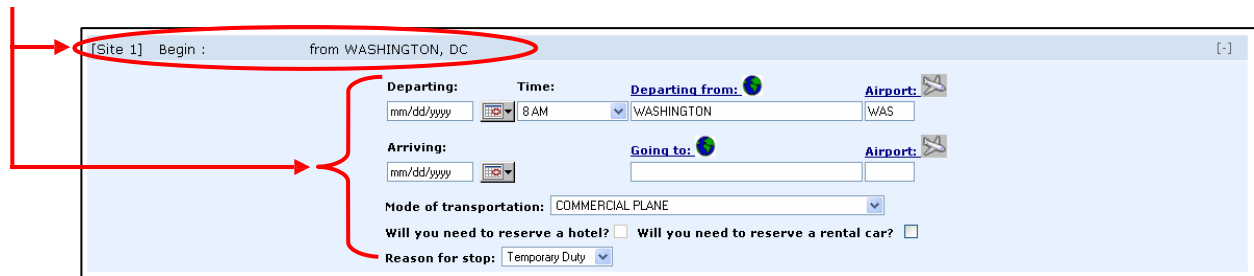 [Site 1] Begin : from WASHINGTON, DC [-]
Departing: Time: Departing from: Airport:
mm/dd/yyyy 8 AM WASHINGTON WAS
Arriving: Going to: Airport:
mm/dd/yyyy
Mode of transportation: COMMERCIAL PLANE
Will you need to reserve a hotel? Will you need to reserve a rental car?
Reason for stop: Temporary Duty